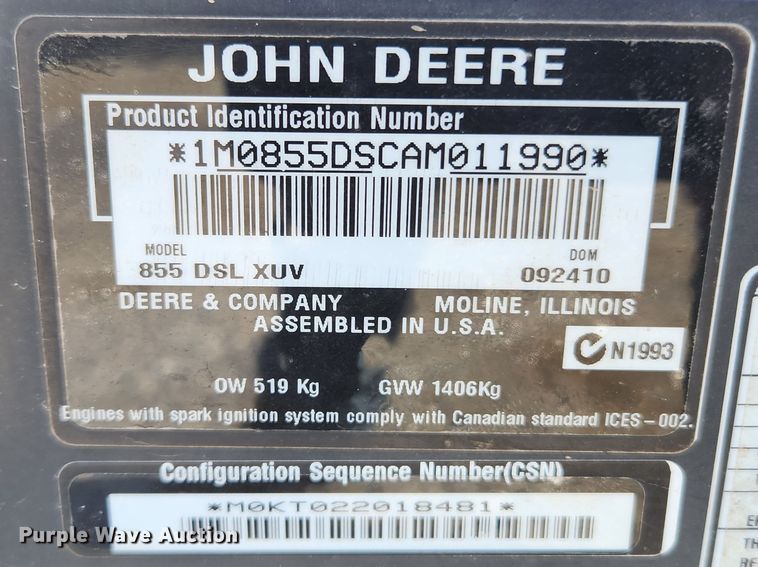 JOHN DEERE
Product Identification Number
*1M0855DSCAM011990*
MODEL DOM
855 DSL XUV 092410
DEERE & COMPANY MOLINE, ILLINOIS
ASSEMBLED IN U.S.A.
N1993
OW 519 Kg GVW 1406Kg
Engines with spark ignition system comply with Canadian standard ICES-002.
Configuration Sequence Number(CSN)
*M0KT022018481*
Purple Wave Auction